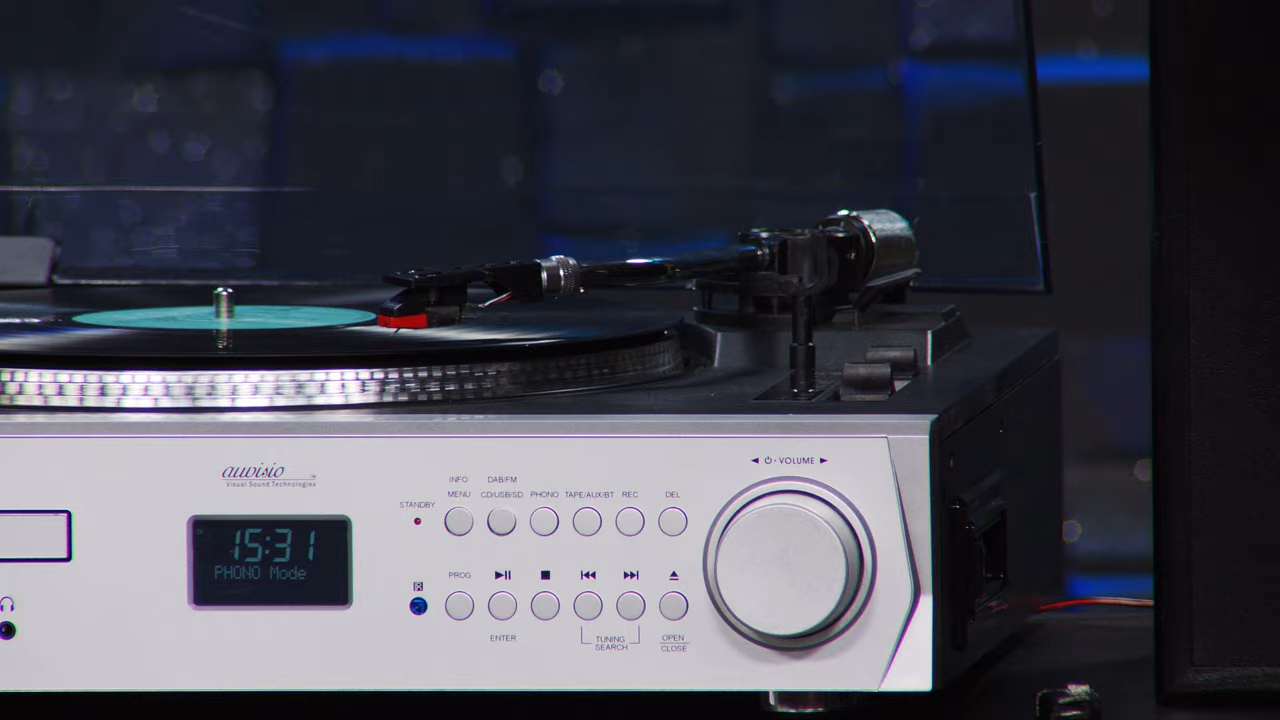 auvisio
Visual Sound Technologies
15:31
PHONO Mode
STANDBY
INFO
DAB/FM
MENU
CD/USB/SD
PHONO
TAPE/AUX/BT
REC
DEL
VOLUME
PROG
IR
ENTER
TUNING
SEARCH
OPEN
CLOSE